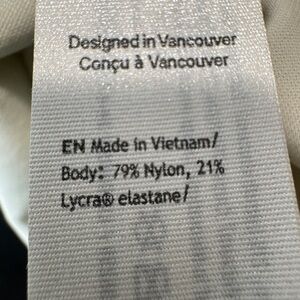 Designed in Vancouver
Conçu à Vancouver
EN Made in Vietnam/
Body: 79% Nylon, 21%
Lycra® elastane/